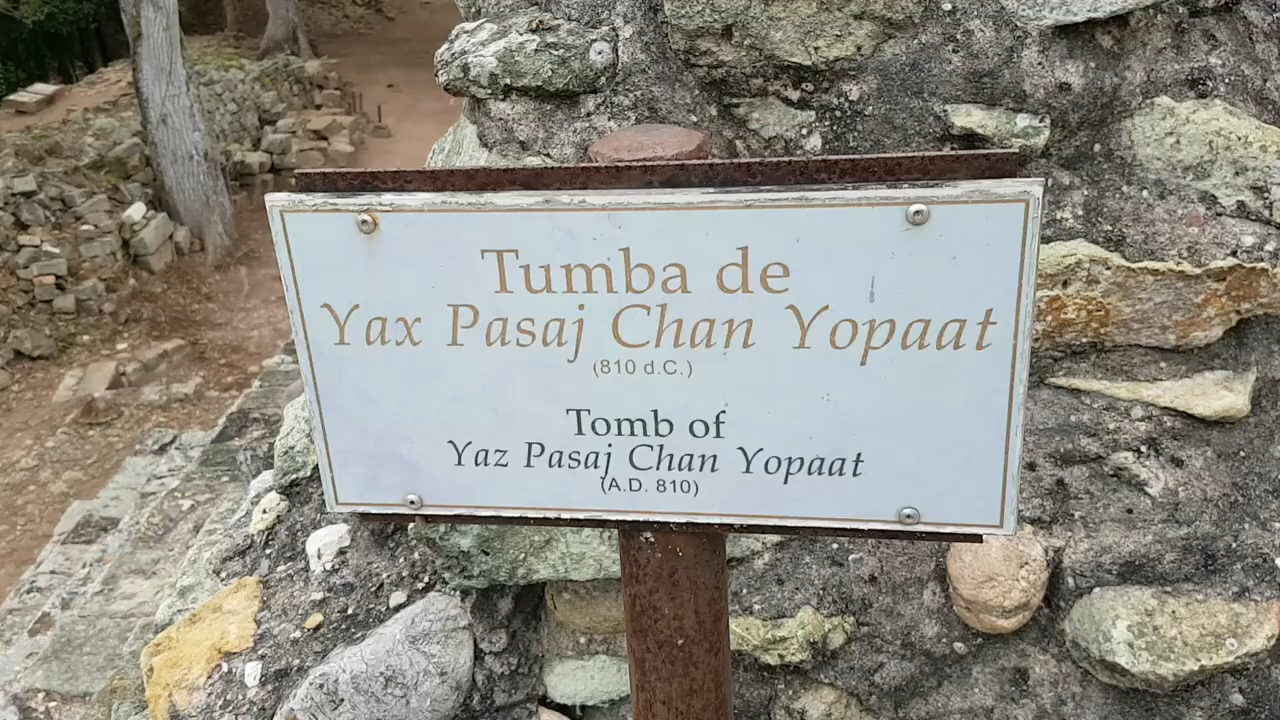 Tumba de
Yax Pasaj Chan Yopaat
(810 d.C.)
Tomb of
Yaz Pasaj Chan Yopaat
(A.D. 810)